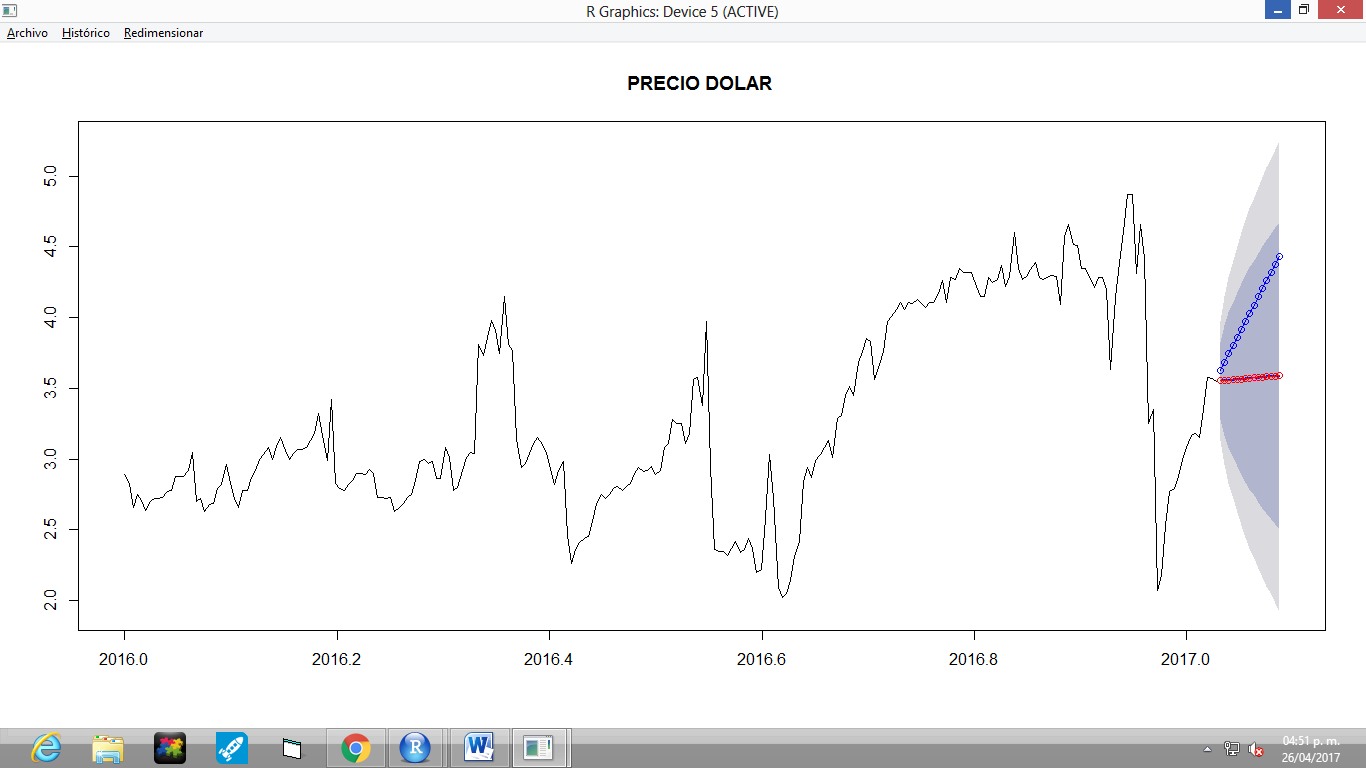 R Graphics: Device 5 (ACTIVE)
Archivo Histórico Redimensionar
PRECIO DOLAR
5.0
4.5
4.0
3.5
3.0
2.5
2.0
2016.0 2016.2 2016.4 2016.6 2016.8 2017.0
04:51 p. m.
26/04/2017